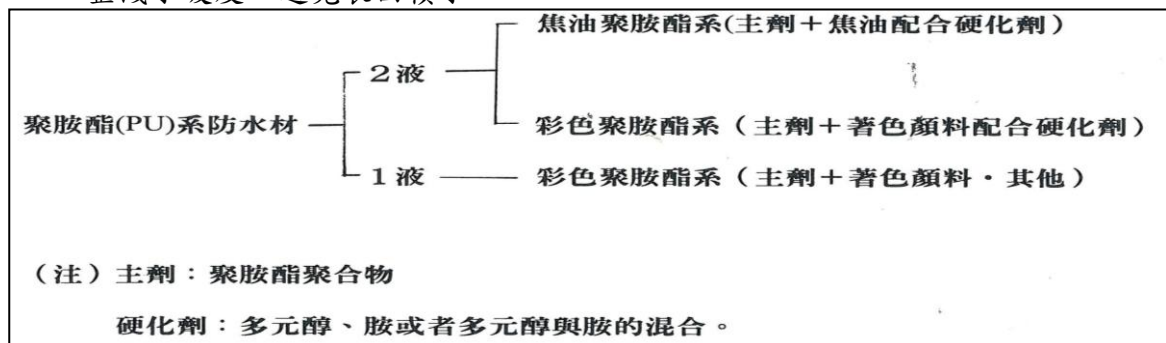 焦油聚胺酯系(主劑＋焦油配合硬化劑）
2液
聚胺酯(PU)系防水材
彩色聚胺酯系（主劑＋著色顏料配合硬化劑）
1液
彩色聚胺酯系（主劑＋著色顏料・其他）
（注）主劑：聚胺酯聚合物
硬化劑：多元醇、胺或者多元醇與胺的混合。